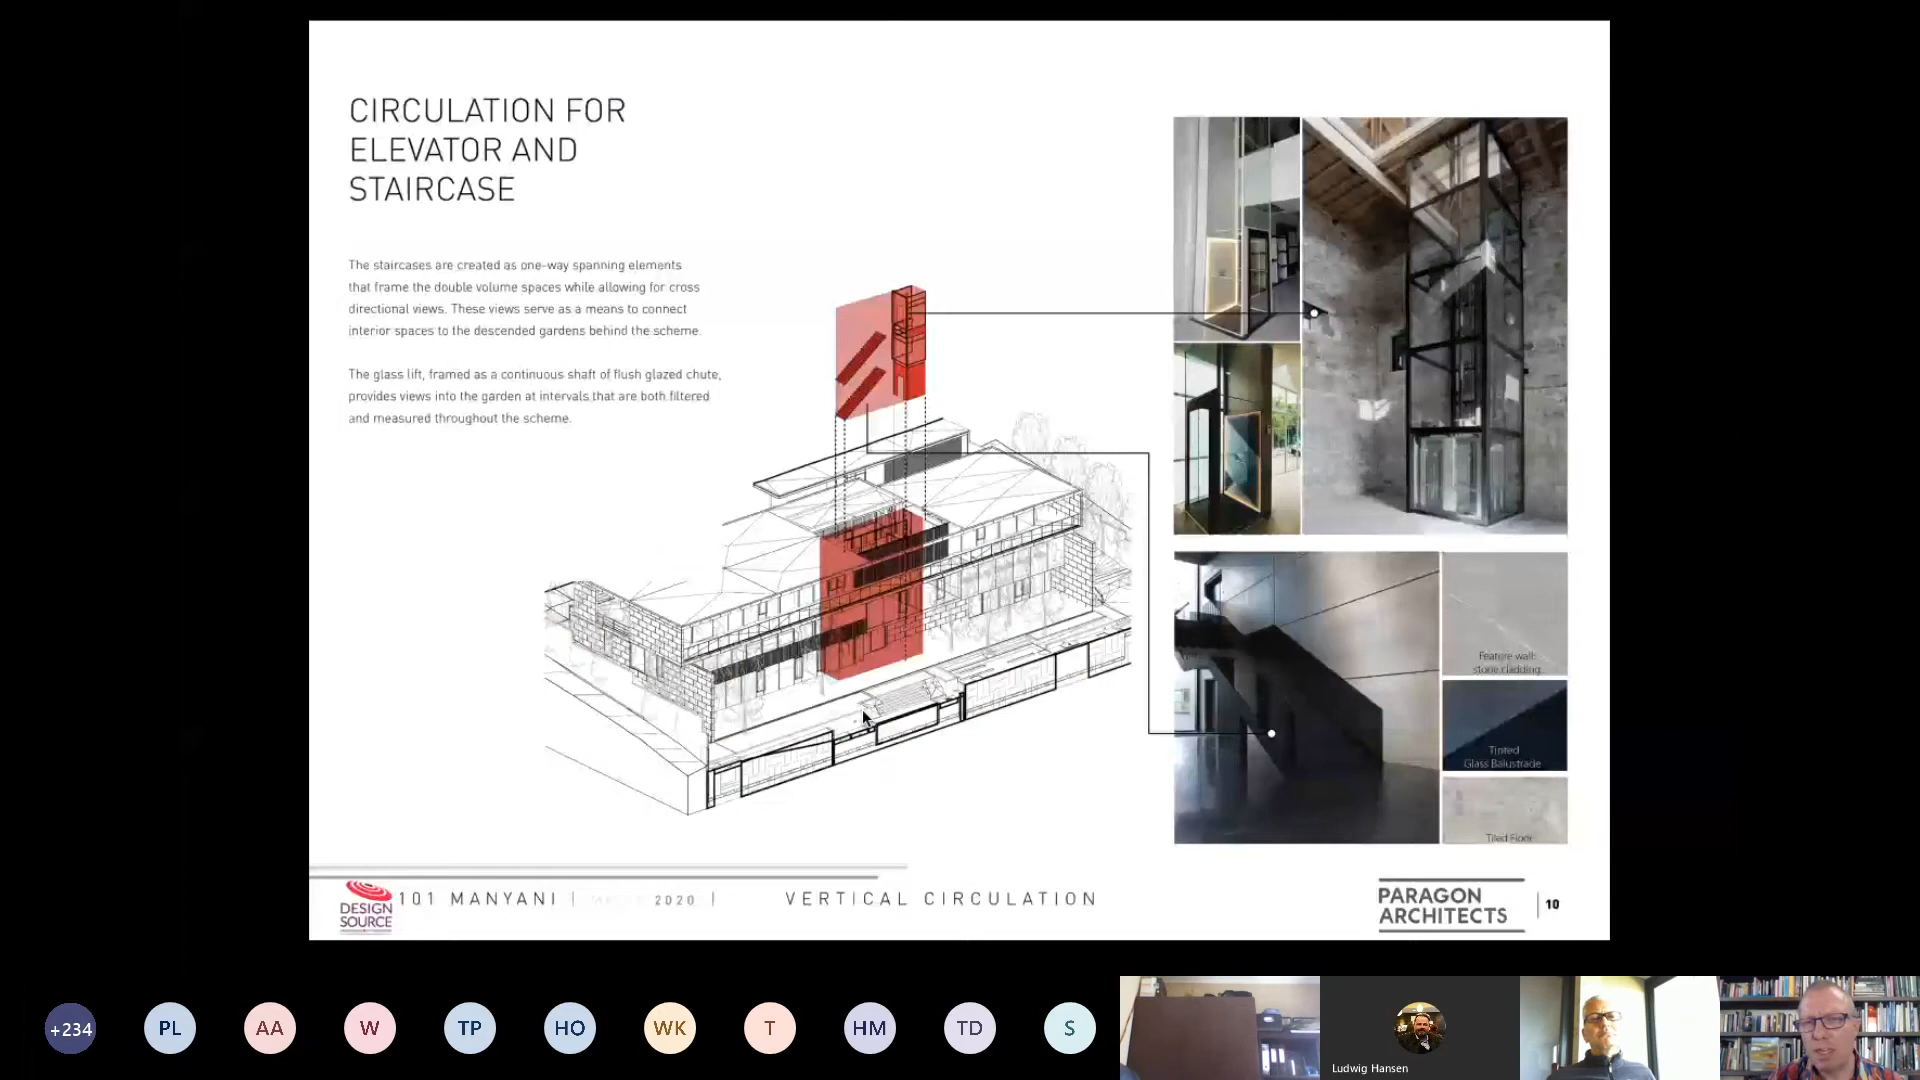 CIRCULATION FOR
ELEVATOR AND
STAIRCASE
The staircases are created as one-way spanning elements
that frame the double volume spaces while allowing for cross
directional views. These views serve as a means to connect
interior spaces to the descended gardens behind the scheme.
The glass lift, framed as a continuous shaft of flush glazed chute,
provides views into the garden at intervals that are both filtered
and measured throughout the scheme.
Feature wall:
stone cladding
Tinted
Glass Balustrade
Tiled Floor
DESIGN
SOURCE
101 MANYANI | 2020 |
VERTICAL CIRCULATION
PARAGON
ARCHITECTS
10
+234
PL
AA
W
TP
HO
WK
T
HM
TD
S
Ludwig Hansen